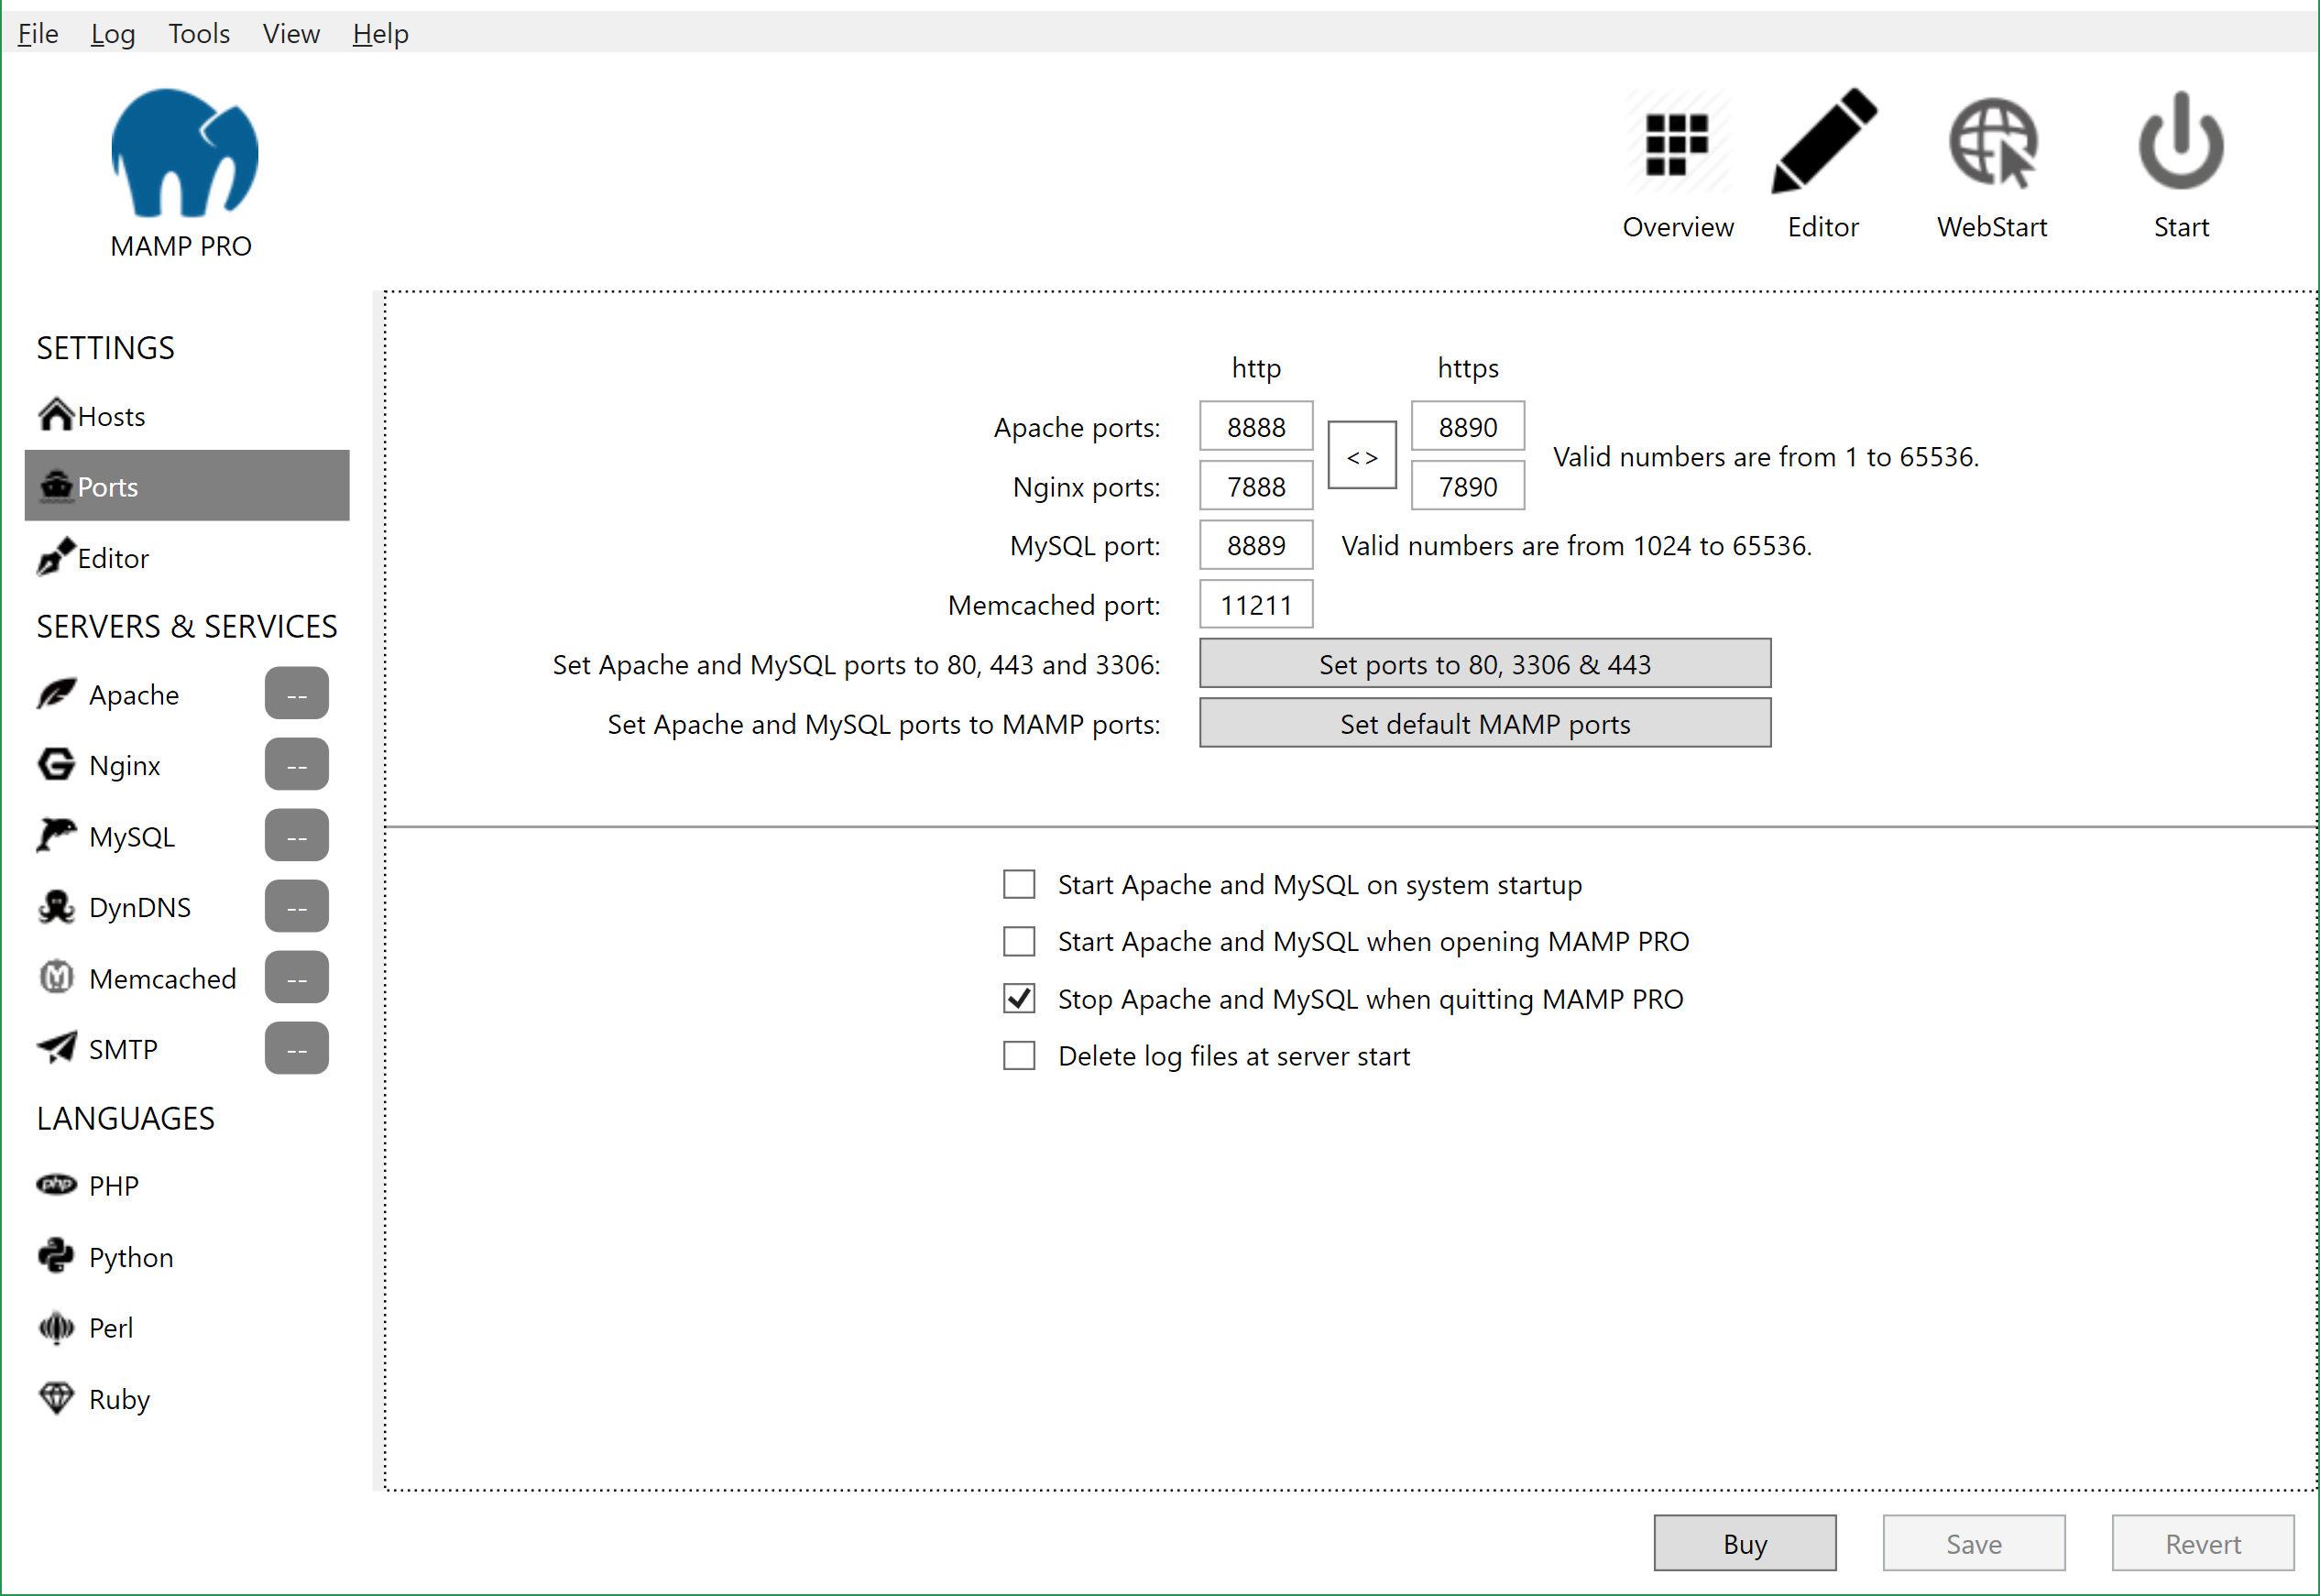 File Log Tools View Help
MAMP PRO
Overview Editor WebStart Start
SETTINGS
Hosts
Ports
Editor
SERVERS & SERVICES
Apache --
Nginx --
MySQL --
DynDNS --
Memcached --
SMTP --
LANGUAGES
php PHP
Python
Perl
Ruby
http https
Apache ports: 8888 <> 8890
Valid numbers are from 1 to 65536.
Nginx ports: 7888 7890
MySQL port: 8889 Valid numbers are from 1024 to 65536.
Memcached port: 11211
Set Apache and MySQL ports to 80, 443 and 3306: Set ports to 80, 3306 & 443
Set Apache and MySQL ports to MAMP ports: Set default MAMP ports
Start Apache and MySQL on system startup
Start Apache and MySQL when opening MAMP PRO
Stop Apache and MySQL when quitting MAMP PRO
Delete log files at server start
Buy Save Revert